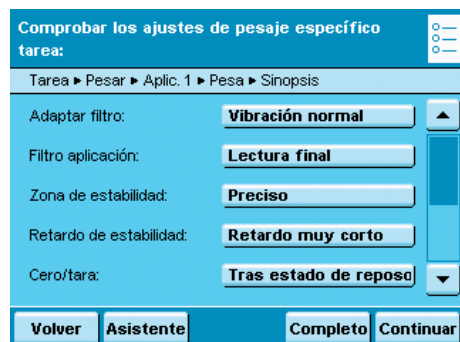 Comprobar los ajustes de pesaje específico
tarea:
Tarea ▸ Pesar ▸ Aplic. 1 ▸ Pesa ▸ Sinopsis
Adaptar filtro: Vibración normal
Filtro aplicación: Lectura final
Zona de estabilidad: Preciso
Retardo de estabilidad: Retardo muy corto
Cero/tara: Tras estado de reposo
Volver Asistente Completo Continuar